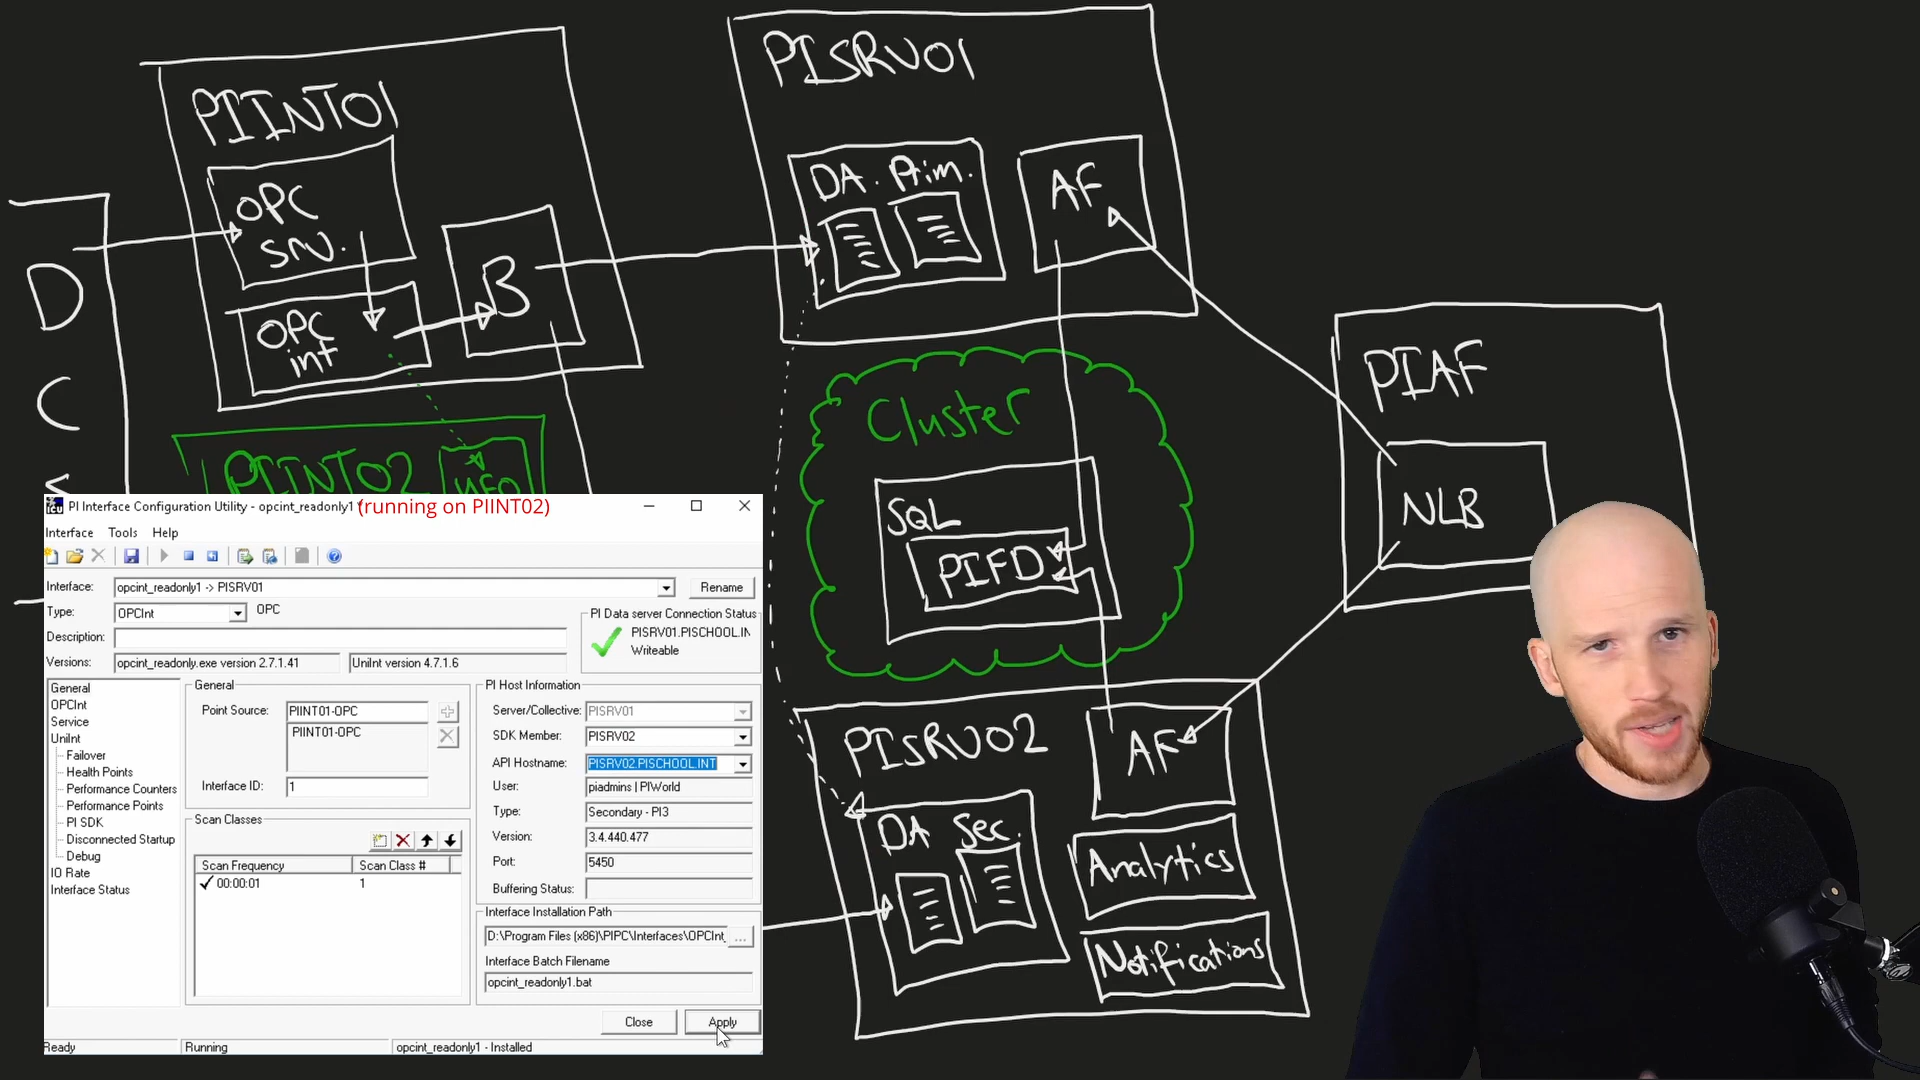 PIINT01
OPC
srv.
OPC
int
B
D
C
S
PIINT02
UFO
PISRV01
DA. Prim.
AF
Cluster
SQL
PIFD
PIAF
NLB
PISRV02
AF
DA Sec.
Analytics
Notifications
PI Interface Configuration Utility - opcint_readonly1 (running on PIINT02)
Interface Tools Help
Interface: opcint_readonly1 -> PISRV01 Rename
Type: OPCInt OPC
Description:
Versions: opcint_readonly.exe version 2.7.1.41 UniInt version 4.7.1.6
PI Data server Connection Status
PISRV01.PISCHOOL.IN
Writeable
General
OPCInt
Service
UniInt
Failover
Health Points
Performance Counters
Performance Points
PI SDK
Disconnected Startup
Debug
IO Rate
Interface Status
General
Point Source: PIINT01-OPC
PIINT01-OPC
Interface ID: 1
Scan Classes
Scan Frequency Scan Class #
00:00:01 1
PI Host Information
Server/Collective: PISRV01
SDK Member: PISRV02
API Hostname: PISRV02.PISCHOOL.INT
User: piadmins | PIWorld
Type: Secondary - PI3
Version: 3.4.440.477
Port: 5450
Buffering Status:
Interface Installation Path
D:\Program Files (x86)\PIPC\Interfaces\OPCInt_ ...
Interface Batch Filename
opcint_readonly1.bat
Close Apply
Ready Running opcint_readonly1 - Installed